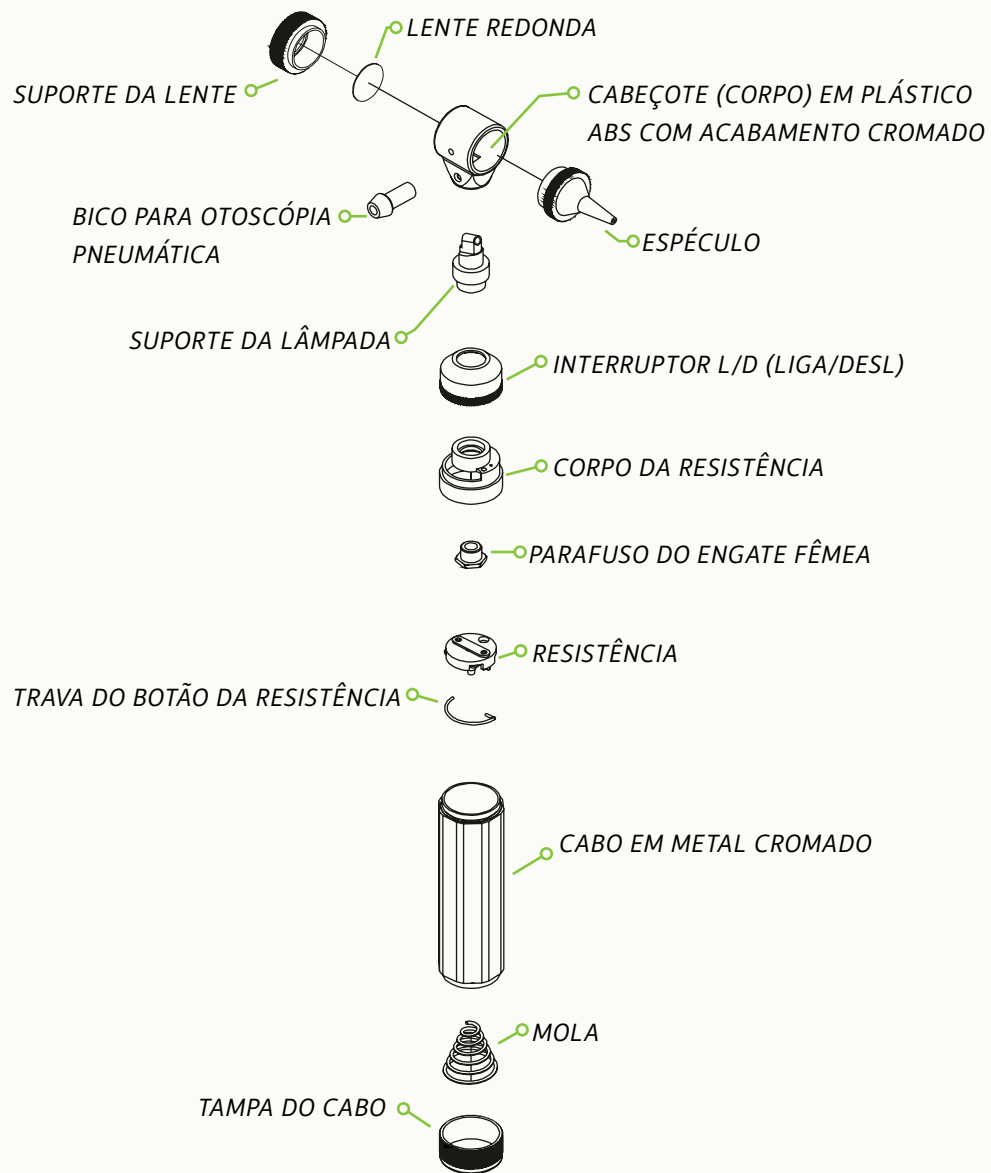 LENTE REDONDA
SUPORTE DA LENTE
CABEÇOTE (CORPO) EM PLÁSTICO
ABS COM ACABAMENTO CROMADO
BICO PARA OTOSCÓPIA
PNEUMÁTICA
ESPÉCULO
SUPORTE DA LÂMPADA
INTERRUPTOR L/D (LIGA/DESL)
CORPO DA RESISTÊNCIA
PARAFUSO DO ENGATE FÊMEA
RESISTÊNCIA
TRAVA DO BOTÃO DA RESISTÊNCIA
CABO EM METAL CROMADO
MOLA
TAMPA DO CABO